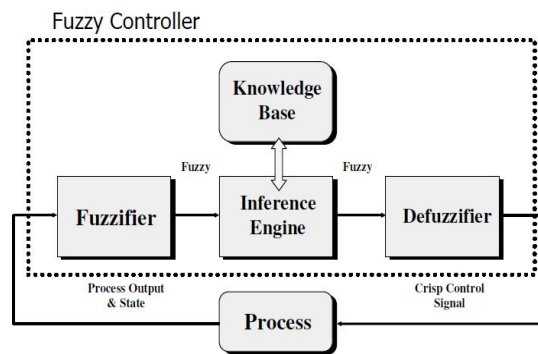 Fuzzy Controller
Knowledge
Base
Fuzzy
Fuzzy
Fuzzifier
Inference
Engine
Defuzzifier
Process Output
& State
Crisp Control
Signal
Process